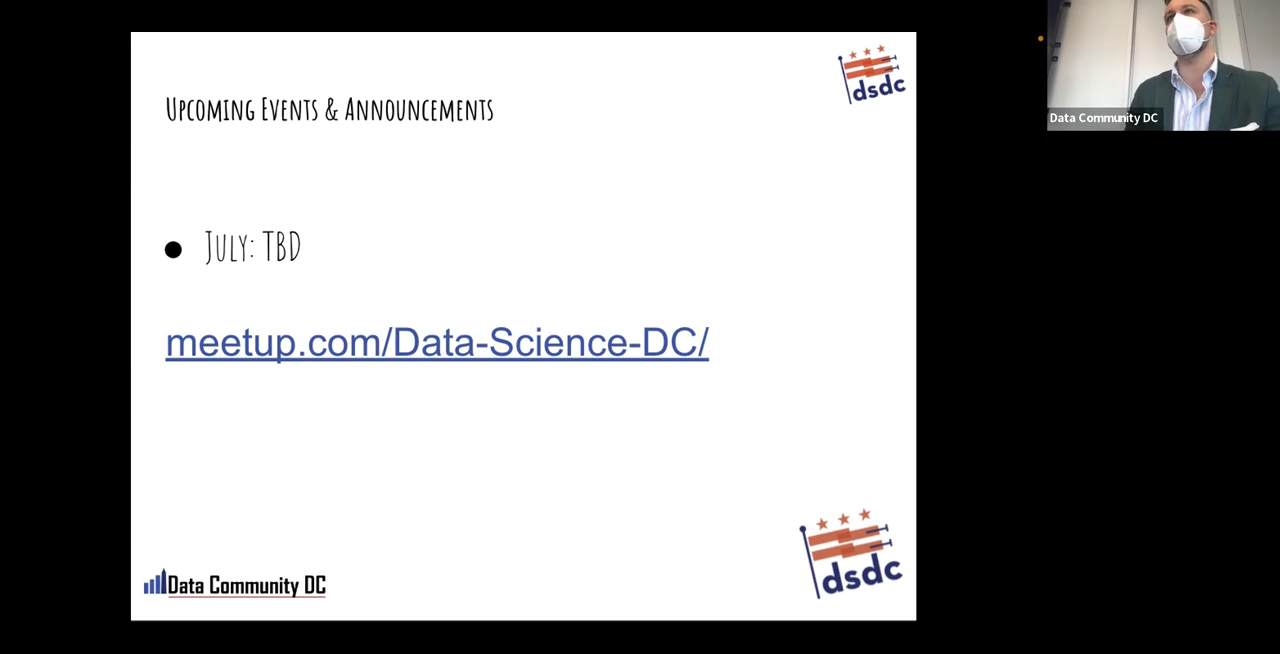 Upcoming Events & Announcements
dsdc
Data Community DC
● July: TBD
meetup.com/Data-Science-DC/
Data Community DC
dsdc